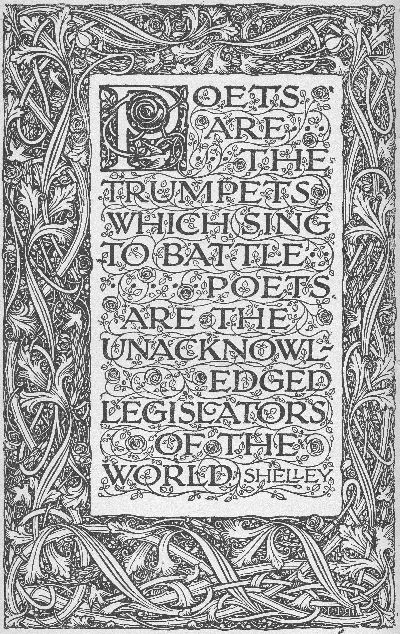 POETS
ARE
THE
TRUMPETS
WHICH SING
TO BATTLE
POETS
ARE THE
UNACKNOWL-
EDGED
LEGISLATORS
OF THE
WORLD SHELLEY